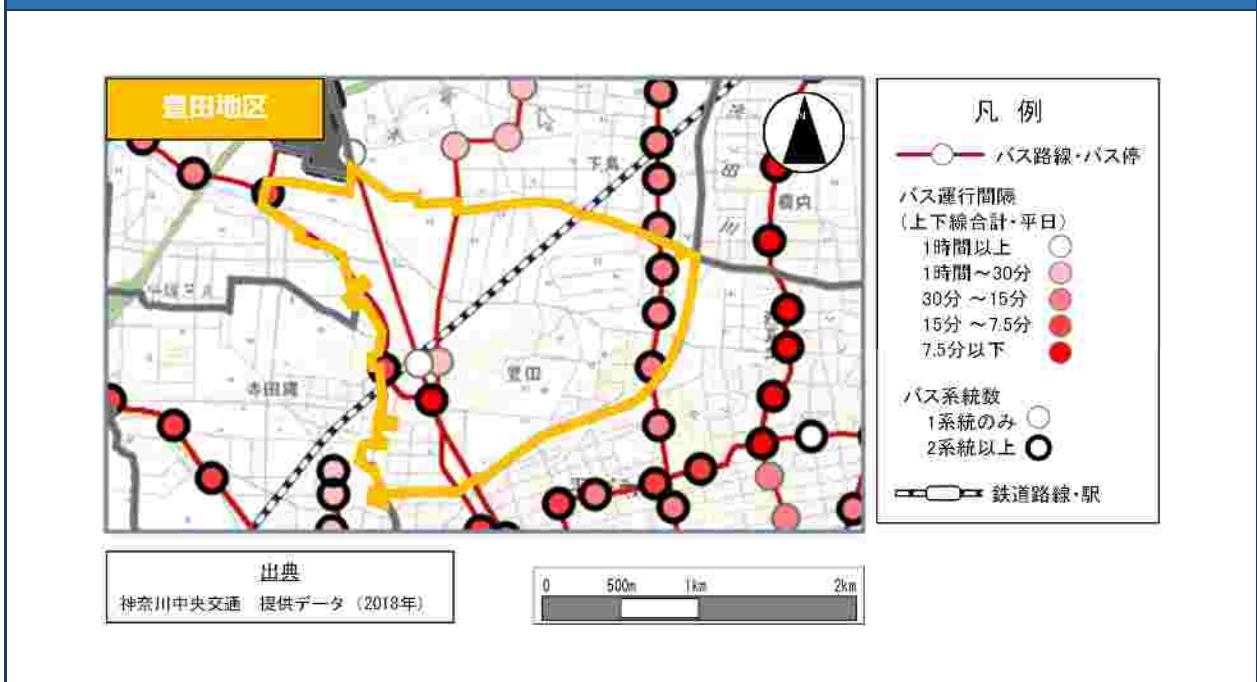 豊田地区
下島
豊田
寺田縄
凡 例
バス路線・バス停
バス運行間隔
(上下線合計・平日)
1時間以上
1時間～30分
30分 ～15分
15分 ～7.5分
7.5分以下
バス系統数
1系統のみ
2系統以上
鉄道路線・駅
出典
神奈川中央交通 提供データ (2018年)
0 500m 1km 2km